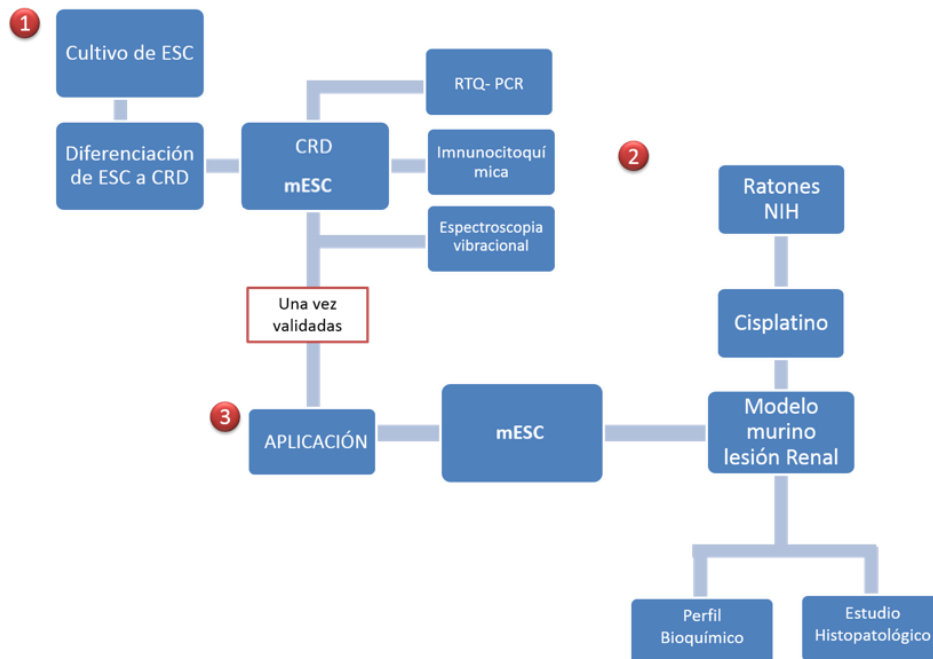 1
Cultivo de ESC
Diferenciación
de ESC a CRD
CRD
mESC
RTQ- PCR
Imnunocitoquí
mica
Espectroscopia
vibracional
Una vez
validadas
2
Ratones
NIH
Cisplatino
Modelo
murino
lesión Renal
3
APLICACIÓN
mESC
Perfil
Bioquímico
Estudio
Histopatológico